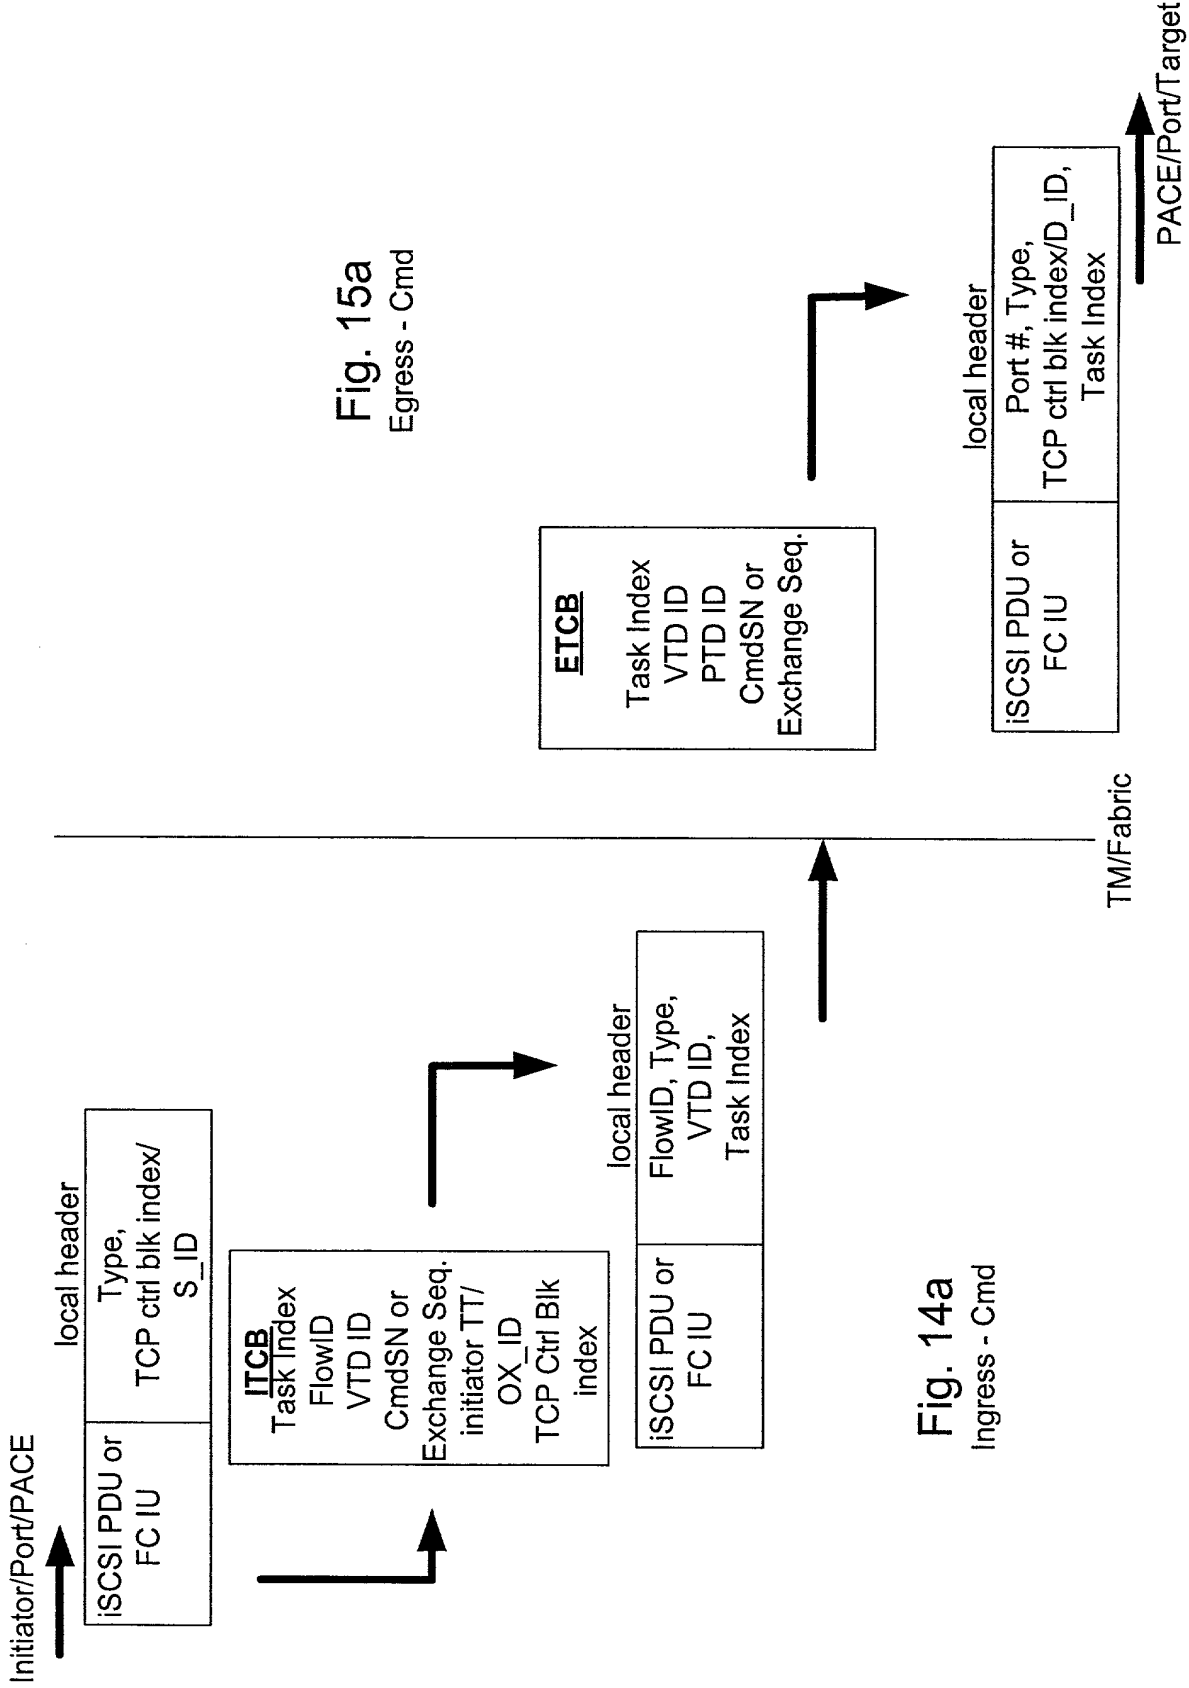 Initiator/Port/PACE
local header
iSCSI PDU or
FC IU
Type,
TCP ctrl blk index/
S_ID
ITCB
Task Index
FlowID
VTD ID
CmdSN or
Exchange Seq.
initiator TT/
OX_ID
TCP Ctrl Blk
index
local header
iSCSI PDU or
FC IU
FlowID, Type,
VTD ID,
Task Index
Fig. 14a
Ingress - Cmd
TM/Fabric
Fig. 15a
Egress - Cmd
ETCB
Task Index
VTD ID
PTD ID
CmdSN or
Exchange Seq.
local header
iSCSI PDU or
FC IU
Port #, Type,
TCP ctrl blk index/D_ID,
Task Index
PACE/Port/Target